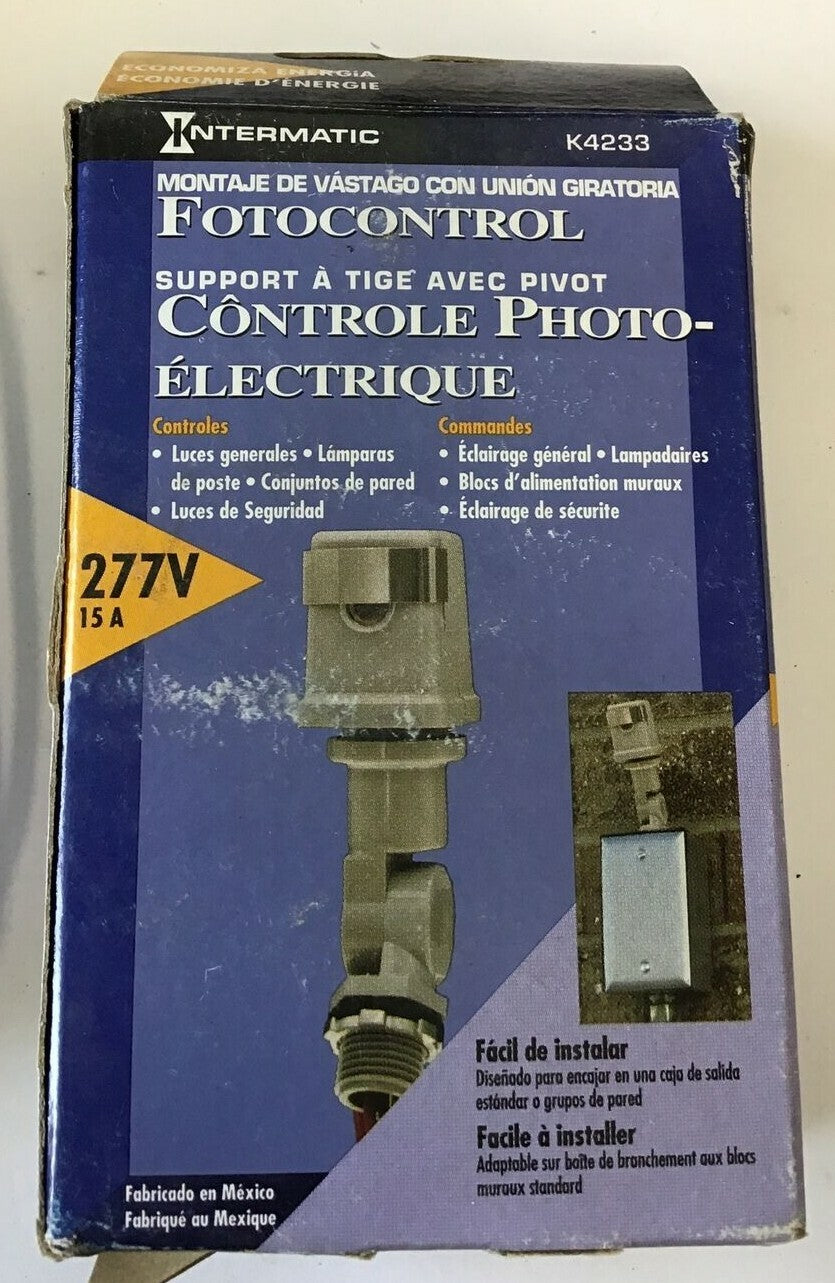 ECONOMIZA ENERGÍA
ÉCONOMIE D'ÉNERGIE
INTERMATIC K4233
MONTAJE DE VÁSTAGO CON UNIÓN GIRATORIA
FOTOCONTROL
SUPPORT À TIGE AVEC PIVOT
CÔNTROLE PHOTO-
ÉLECTRIQUE
Controles
• Luces generales • Lámparas
de poste • Conjuntos de pared
• Luces de Seguridad
Commandes
• Éclairage général • Lampadaires
• Blocs d'alimentation muraux
• Éclairage de sécurite
277V
15 A
Fácil de instalar
Diseñado para encajar en una caja de salida
estándar o grupos de pared
Facile à installer
Adaptable sur boîte de branchement aux blocs
muraux standard
Fabricado en México
Fabriqué au Mexique